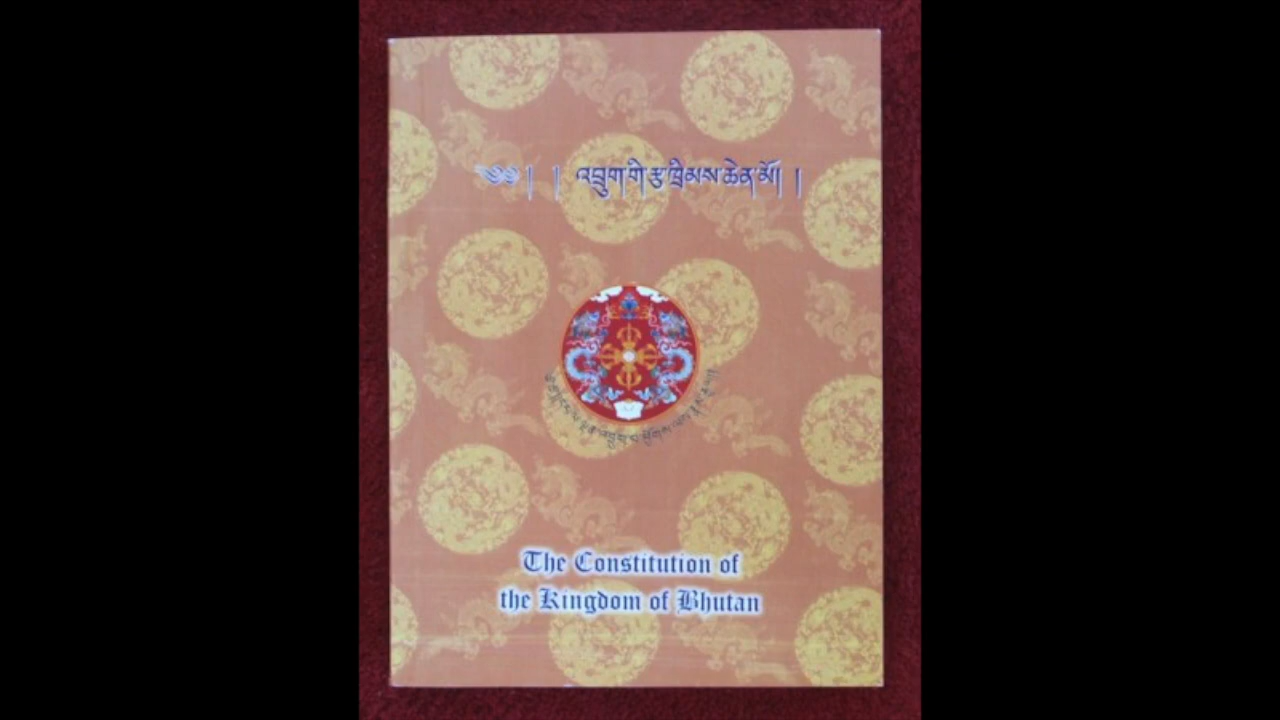 ༄༅། །འབྲུག་གི་རྩ་ཁྲིམས་ཆེན་མོ། །
The Constitution of
the Kingdom of Bhutan